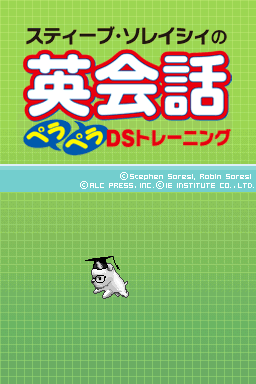 スティーブ・ソレイシィの
英会話
ペラペラDSトレーニング
©Stephen Soresi, Robin Soresi
©ALC PRESS, INC. ©IE INSTITUTE CO., LTD.